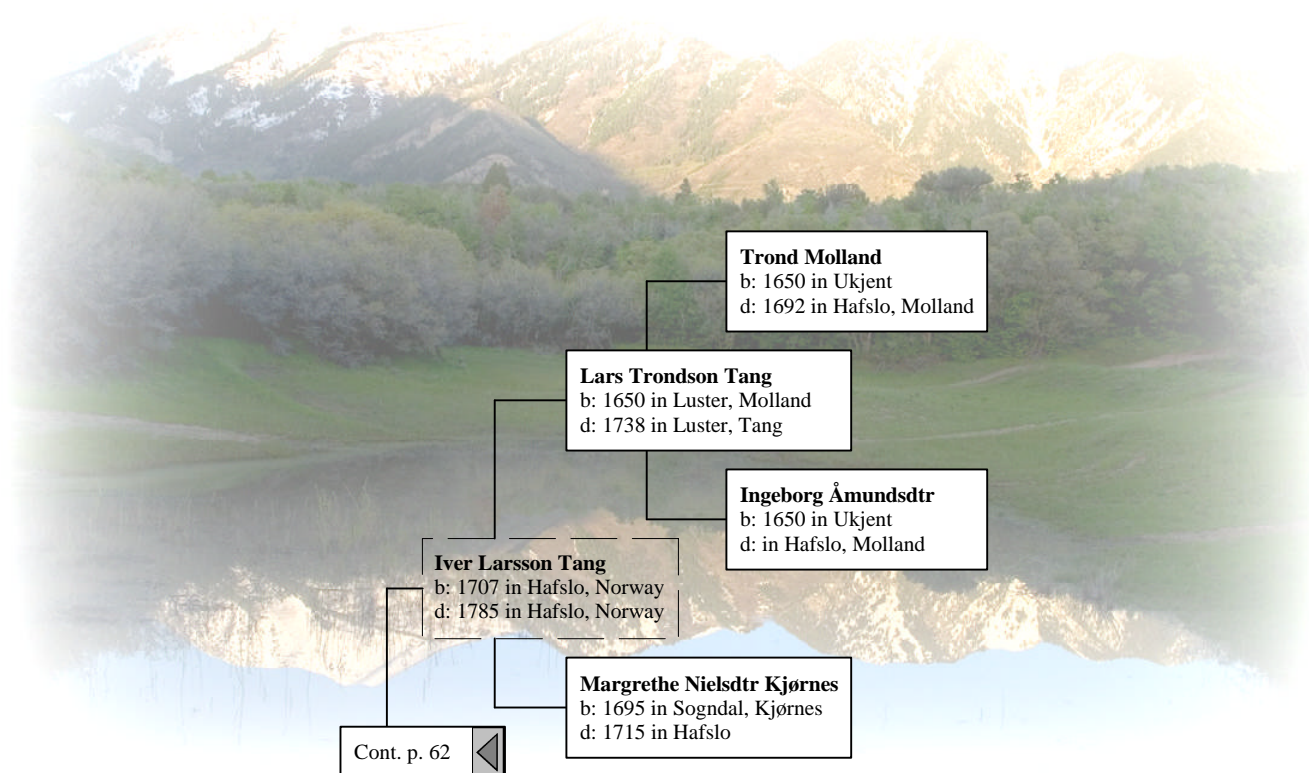 Trond Molland
b: 1650 in Ukjent
d: 1692 in Hafslo, Molland
Lars Trondson Tang
b: 1650 in Luster, Molland
d: 1738 in Luster, Tang
Ingeborg Åmundsdtr
b: 1650 in Ukjent
d: in Hafslo, Molland
Iver Larsson Tang
b: 1707 in Hafslo, Norway
d: 1785 in Hafslo, Norway
Margrethe Nielsdtr Kjørnes
b: 1695 in Sogndal, Kjørnes
d: 1715 in Hafslo
Cont. p. 62